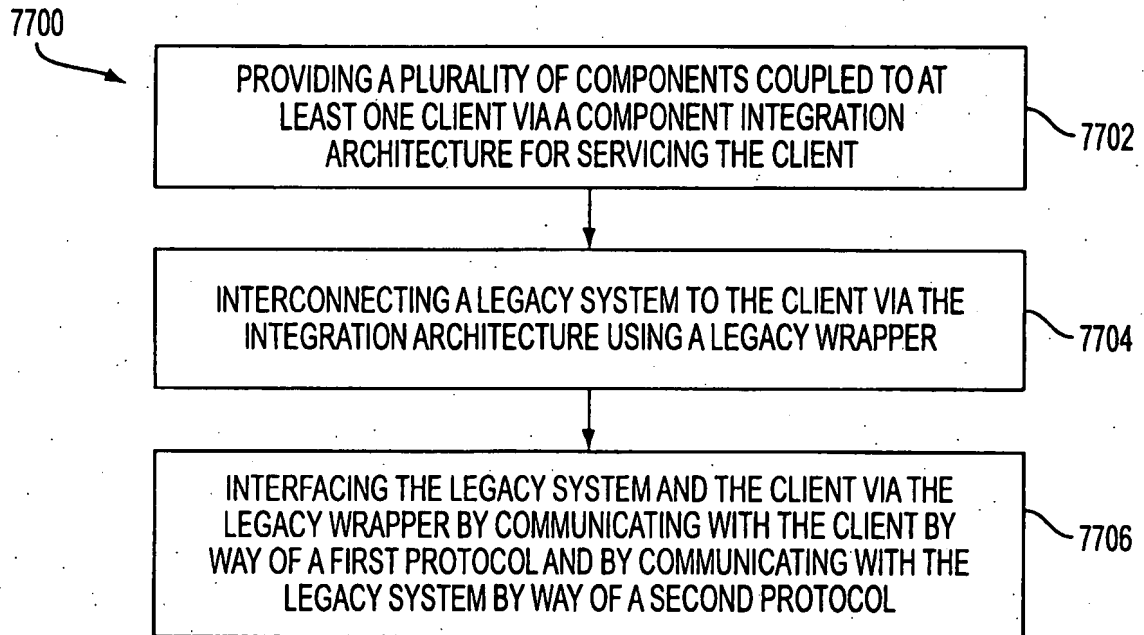 7700
PROVIDING A PLURALITY OF COMPONENTS COUPLED TO AT
LEAST ONE CLIENT VIA A COMPONENT INTEGRATION
ARCHITECTURE FOR SERVICING THE CLIENT
7702
INTERCONNECTING A LEGACY SYSTEM TO THE CLIENT VIA THE
INTEGRATION ARCHITECTURE USING A LEGACY WRAPPER
7704
INTERFACING THE LEGACY SYSTEM AND THE CLIENT VIA THE
LEGACY WRAPPER BY COMMUNICATING WITH THE CLIENT BY
WAY OF A FIRST PROTOCOL AND BY COMMUNICATING WITH THE
LEGACY SYSTEM BY WAY OF A SECOND PROTOCOL
7706